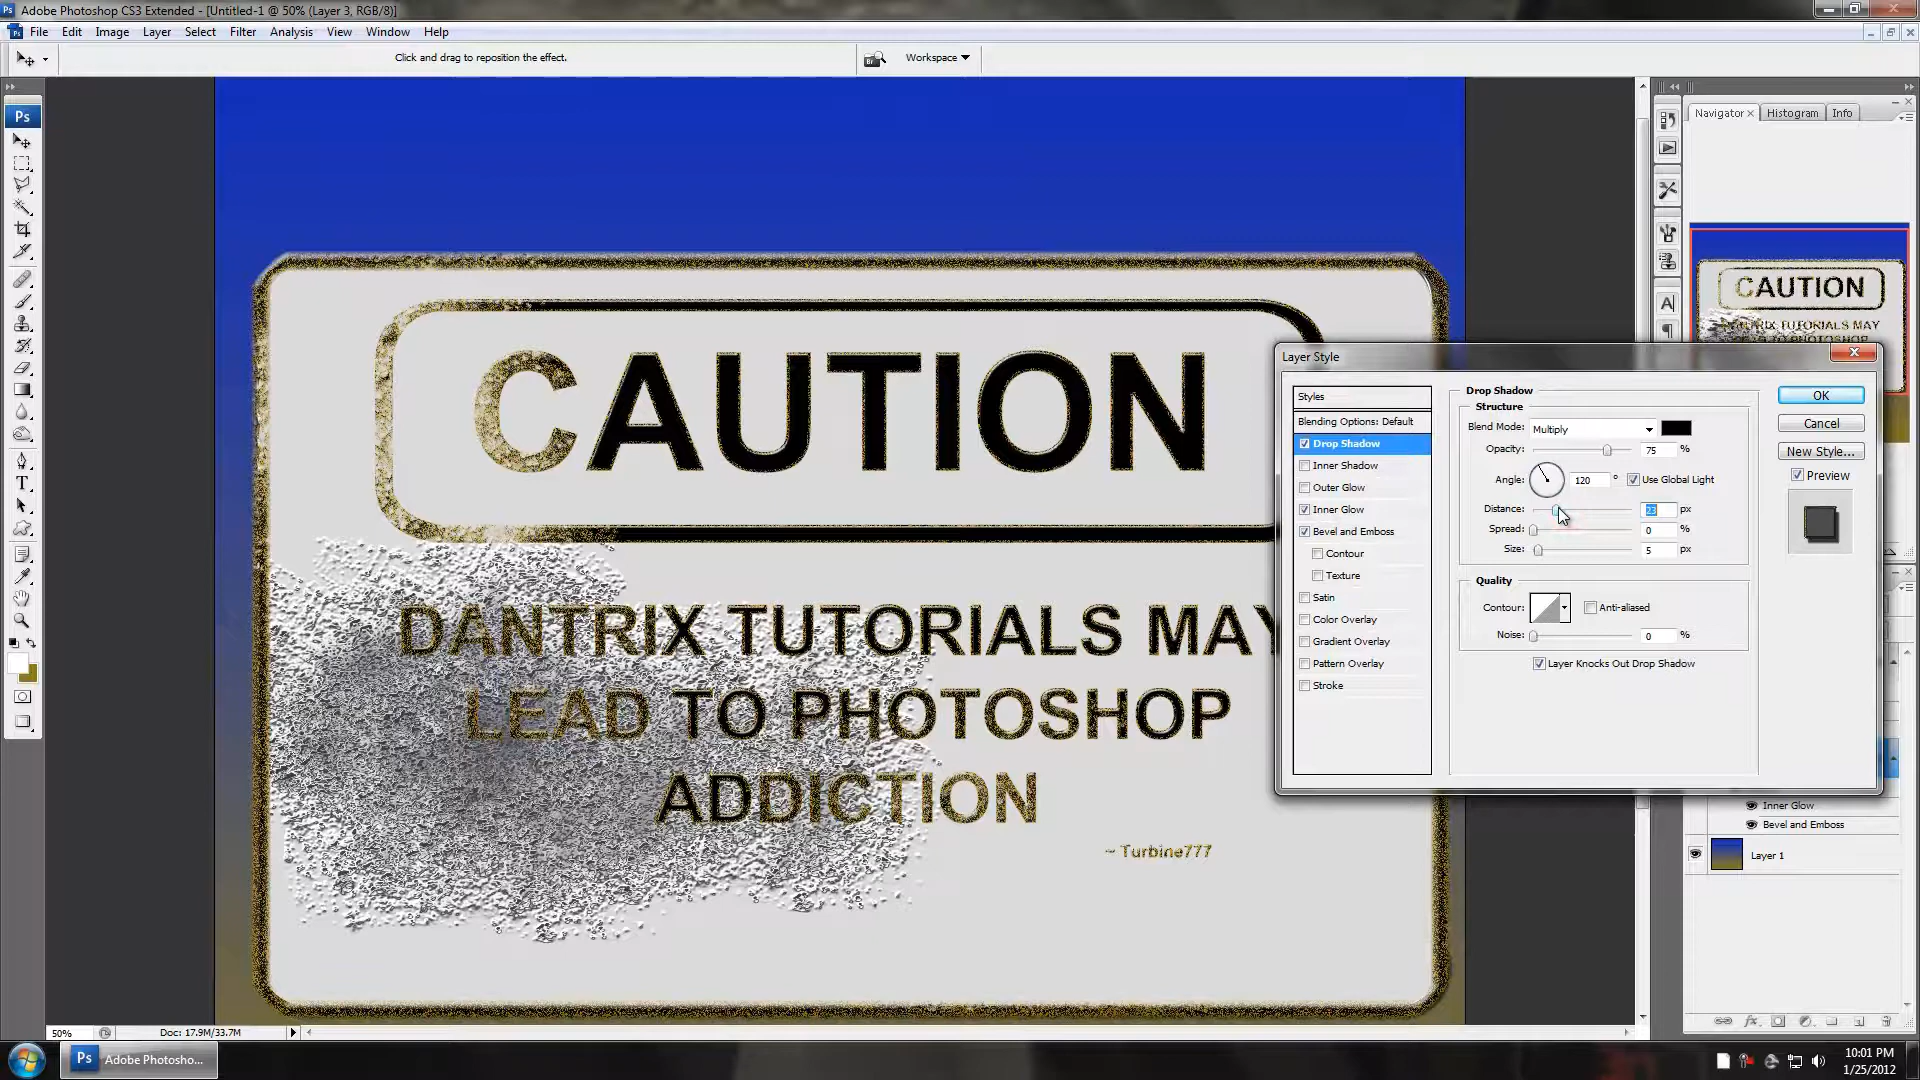 Adobe Photoshop CS3 Extended - [Untitled-1 @ 50% (Layer 3, RGB/8)]
File Edit Image Layer Select Filter Analysis View Window Help
Click and drag to reposition the effect.
Workspace
Ps
Navigator Histogram Info
CAUTION
DANTRIX TUTORIALS MAY
LEAD TO PHOTOSHOP
ADDICTION
~ Turbine777
CAUTION
DANTRIX TUTORIALS MAY
Layer Style
Styles
Blending Options: Default
Drop Shadow
Inner Shadow
Outer Glow
Inner Glow
Bevel and Emboss
Contour
Texture
Satin
Color Overlay
Gradient Overlay
Pattern Overlay
Stroke
Drop Shadow
Structure
Blend Mode: Multiply
Opacity: 75 %
Angle: 120 ° Use Global Light
Distance: 23 px
Spread: 0 %
Size: 5 px
Quality
Contour: Anti-aliased
Noise: 0 %
Layer Knocks Out Drop Shadow
OK
Cancel
New Style...
Preview
Inner Glow
Bevel and Emboss
Layer 1
50% Doc: 17.9M/33.7M
Ps Adobe Photosho...
10:01 PM
1/25/2012